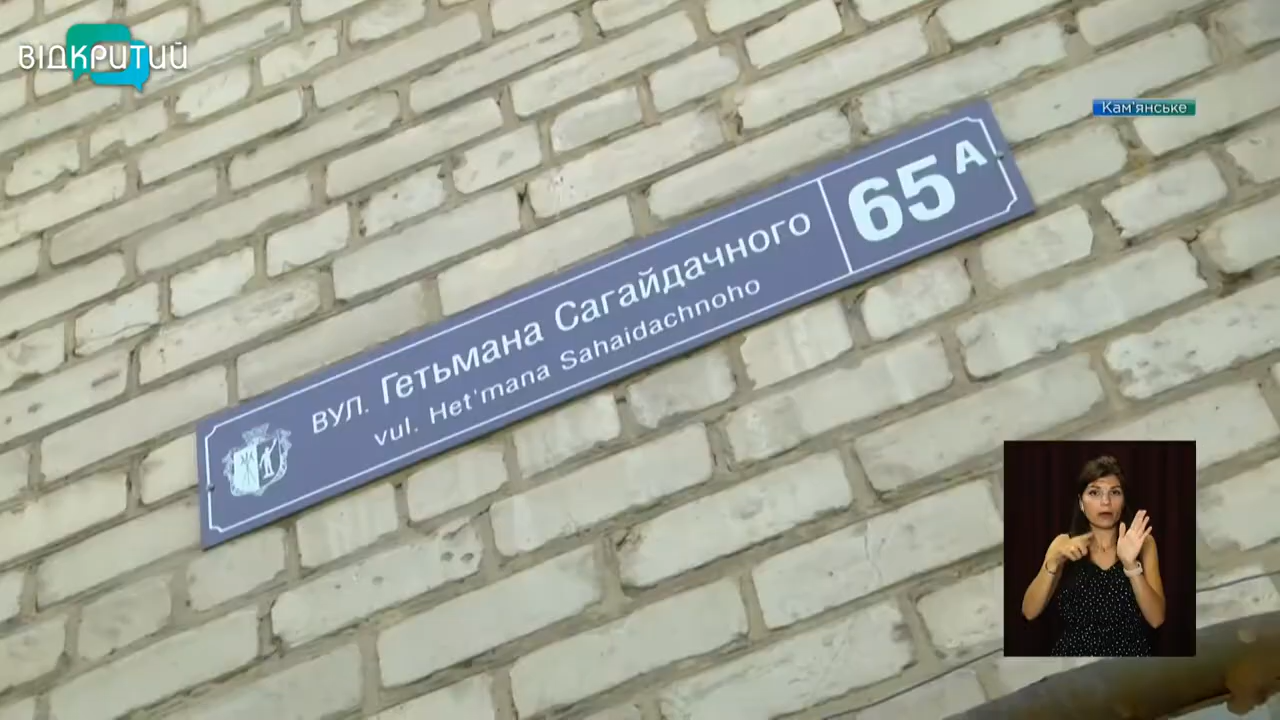 ВІДКРИТИЙ
Кам'янське
вул. Гетьмана Сагайдачного
vul. Het'mana Sahaidachnoho
65А